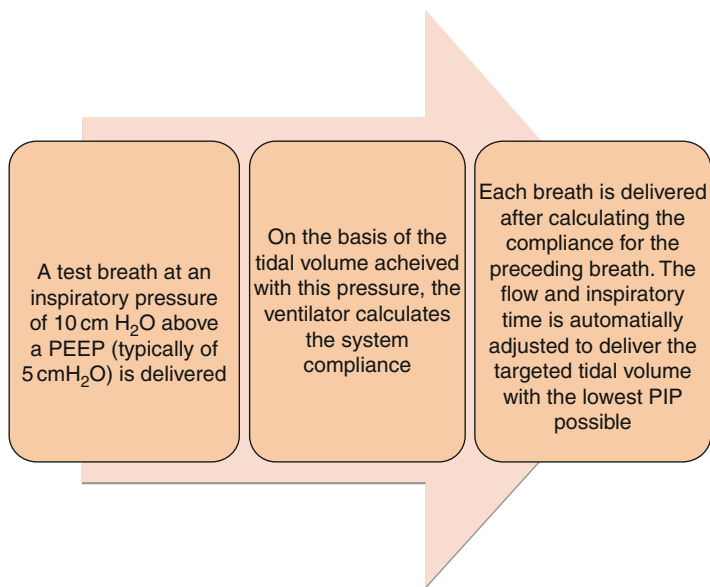 A test breath at an
inspiratory pressure
of 10 cm H₂O above
a PEEP (typically of
5 cmH₂O) is delivered
On the basis of the
tidal volume acheived
with this pressure, the
ventilator calculates
the system
compliance
Each breath is delivered
after calculating the
compliance for the
preceding breath. The
flow and inspiratory
time is automatially
adjusted to deliver the
targeted tidal volume
with the lowest PIP
possible